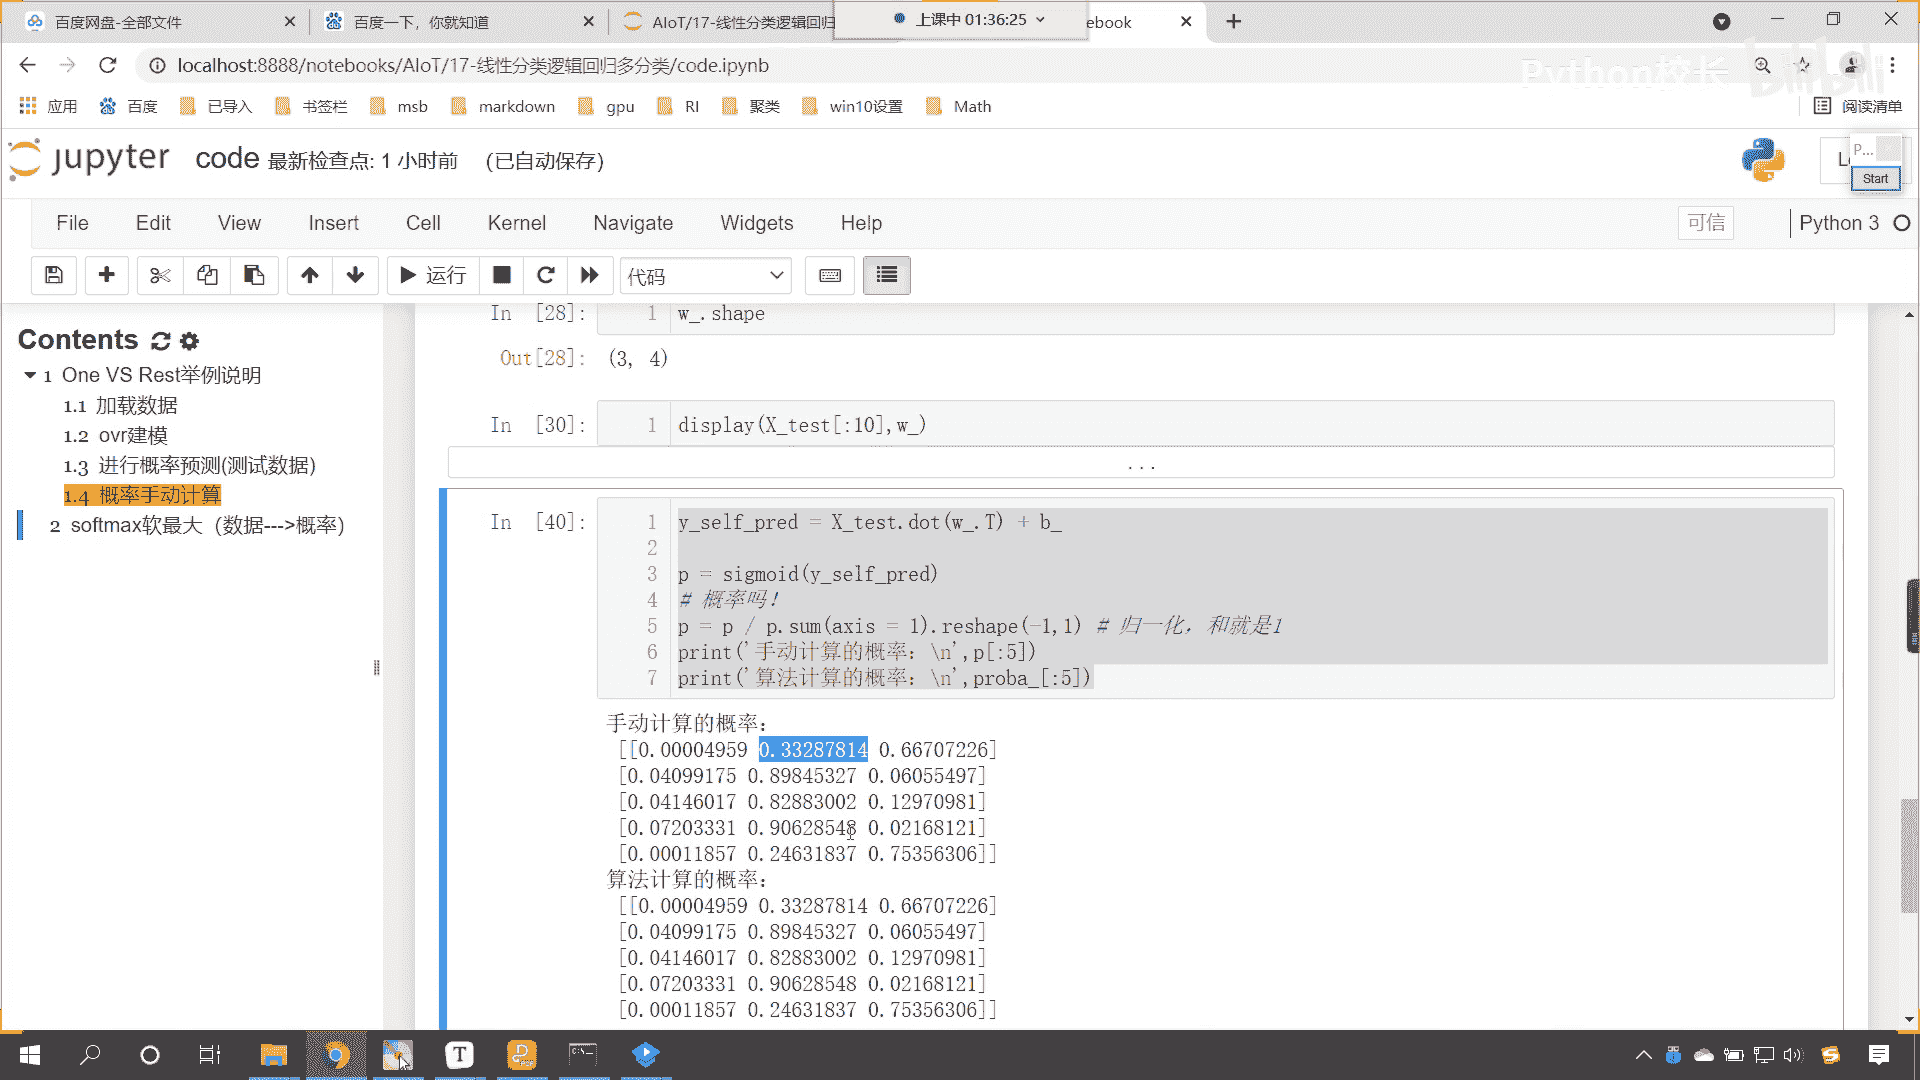 百度网盘-全部文件
百度一下，你就知道
AIoT/17-线性分类逻辑回归
上课中 01:36:25
ebook
localhost:8888/notebooks/AIoT/17-线性分类逻辑回归多分类/code.ipynb
Python校长
bilibili
应用 百度 已导入 书签栏 msb markdown gpu RI 聚类 win10设置 Math 阅读清单
jupyter code 最新检查点: 1 小时前 (已自动保存)
P...
Start
File Edit View Insert Cell Kernel Navigate Widgets Help 可信 Python 3
运行 代码
Contents
1 One VS Rest举例说明
1.1 加载数据
1.2 ovr建模
1.3 进行概率预测(测试数据)
1.4 概率手动计算
2 softmax软最大（数据--->概率）
In [28]: 1 w_.shape
Out[28]: (3, 4)
In [30]: 1 display(X_test[:10],w_)
...
In [40]: 1 y_self_pred = X_test.dot(w_.T) + b_
2
3 p = sigmoid(y_self_pred)
4 # 概率吗！
5 p = p / p.sum(axis = 1).reshape(-1,1) # 归一化，和就是1
6 print('手动计算的概率：\n',p[:5])
7 print('算法计算的概率：\n',proba_[:5])
手动计算的概率：
[[0.00004959 0.33287814 0.66707226]
[0.04099175 0.89845327 0.06055497]
[0.04146017 0.82883002 0.12970981]
[0.07203331 0.90628548 0.02168121]
[0.00011857 0.24631837 0.75356306]]
算法计算的概率：
[[0.00004959 0.33287814 0.66707226]
[0.04099175 0.89845327 0.06055497]
[0.04146017 0.82883002 0.12970981]
[0.07203331 0.90628548 0.02168121]
[0.00011857 0.24631837 0.75356306]]